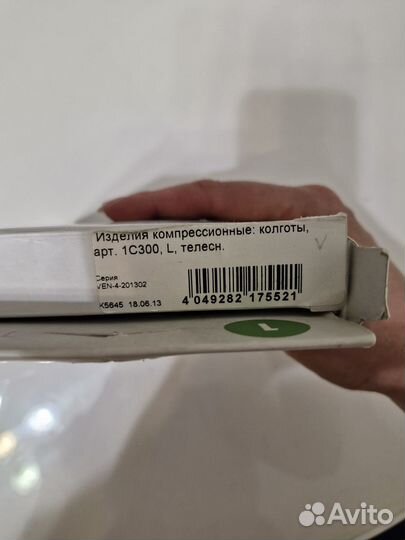 Изделия компрессионные: колготы,
арт. 1С300, L, телесн.
Серия
VEN-4-201302
K5645 18.06.13
4 049282 175521
L
Avito